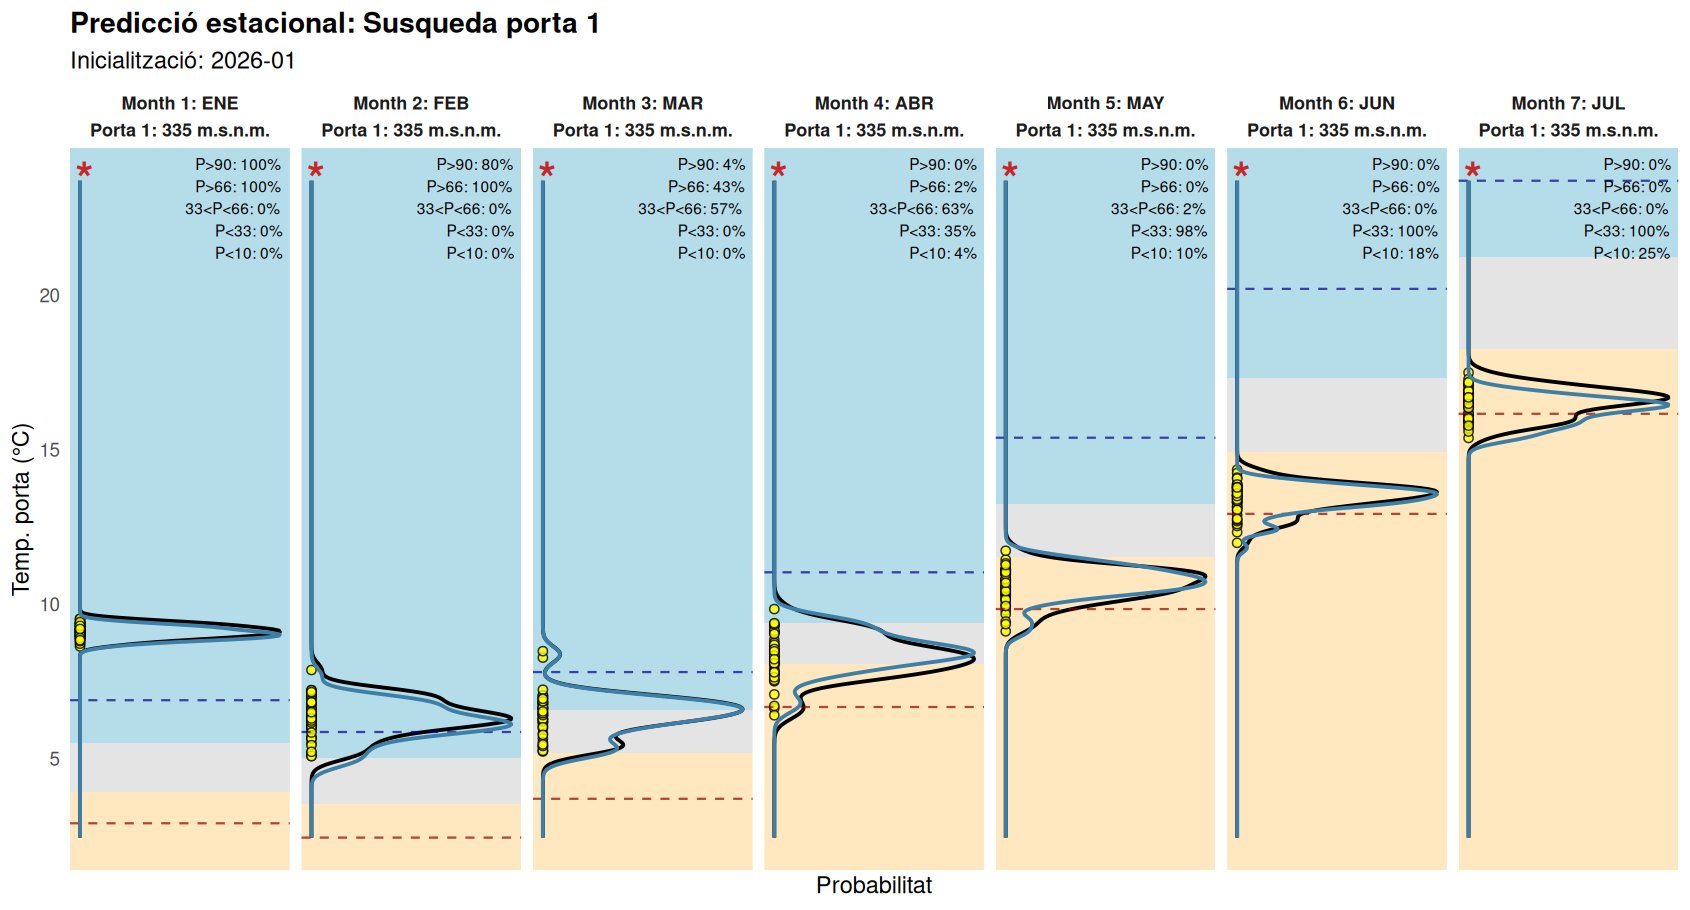 Predicció estacional: Susqueda porta 1
Inicialització: 2026-01
Month 1: ENE
Porta 1: 335 m.s.n.m.
Month 2: FEB
Porta 1: 335 m.s.n.m.
Month 3: MAR
Porta 1: 335 m.s.n.m.
Month 4: ABR
Porta 1: 335 m.s.n.m.
Month 5: MAY
Porta 1: 335 m.s.n.m.
Month 6: JUN
Porta 1: 335 m.s.n.m.
Month 7: JUL
Porta 1: 335 m.s.n.m.
*
P>90: 100%
P>66: 100%
33<P<66: 0%
P<33: 0%
P<10: 0%
*
P>90: 80%
P>66: 100%
33<P<66: 0%
P<33: 0%
P<10: 0%
*
P>90: 4%
P>66: 43%
33<P<66: 57%
P<33: 0%
P<10: 0%
*
P>90: 0%
P>66: 2%
33<P<66: 63%
P<33: 35%
P<10: 4%
*
P>90: 0%
P>66: 0%
33<P<66: 2%
P<33: 98%
P<10: 10%
*
P>90: 0%
P>66: 0%
33<P<66: 0%
P<33: 100%
P<10: 18%
*
P>90: 0%
P>66: 0%
33<P<66: 0%
P<33: 100%
P<10: 25%
20
15
10
5
Temp. porta (°C)
Probabilitat